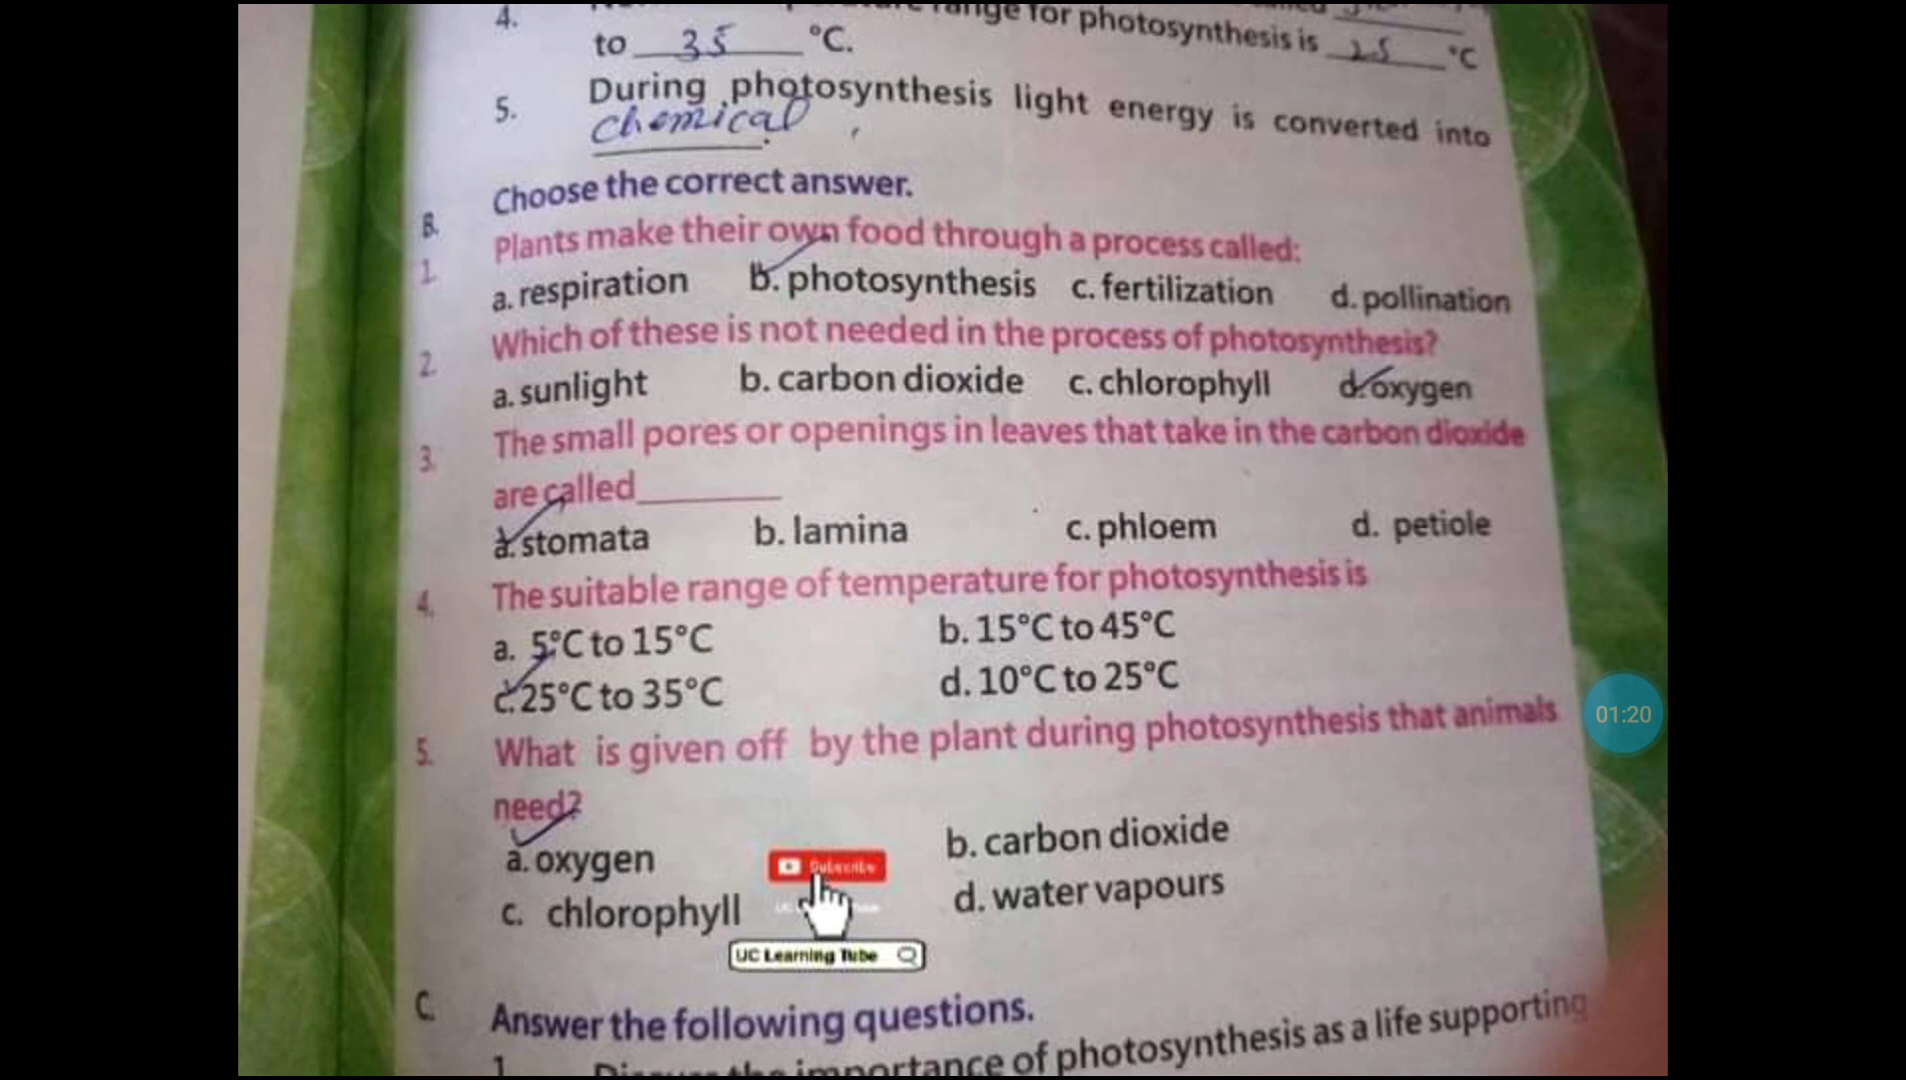 4. range for photosynthesis is 25 °C
to 35 °C.
5. During photosynthesis light energy is converted into
chemical.
B. Choose the correct answer.
1. Plants make their own food through a process called:
a. respiration b. photosynthesis c. fertilization d. pollination
2. Which of these is not needed in the process of photosynthesis?
a. sunlight b. carbon dioxide c. chlorophyll d. oxygen
3. The small pores or openings in leaves that take in the carbon dioxide
are called________
a. stomata b. lamina c. phloem d. petiole
4. The suitable range of temperature for photosynthesis is
a. 5°C to 15°C b. 15°C to 45°C
c. 25°C to 35°C d. 10°C to 25°C
01:20
5. What is given off by the plant during photosynthesis that animals
need?
a. oxygen b. carbon dioxide
Subscribe
c. chlorophyll d. water vapours
UC Learning Tube
C. Answer the following questions.
1. Discuss the importance of photosynthesis as a life supporting